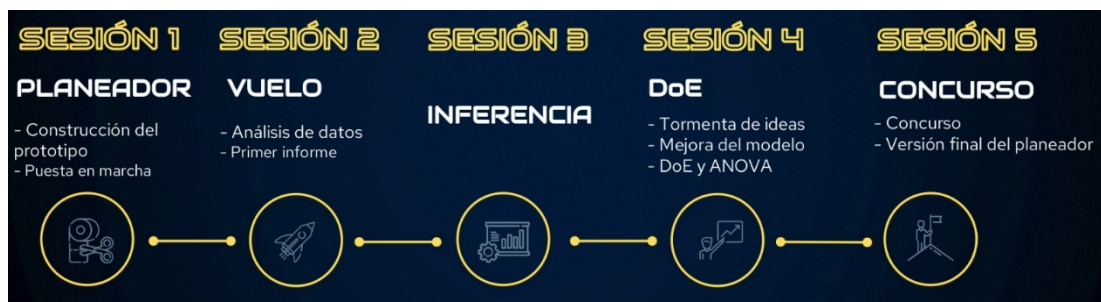 SESIÓN 1
PLANEADOR
- Construcción del
prototipo
- Puesta en marcha
SESIÓN 2
VUELO
- Análisis de datos
- Primer informe
SESIÓN 3
INFERENCIA
SESIÓN 4
DoE
- Tormenta de ideas
- Mejora del modelo
- DoE y ANOVA
SESIÓN 5
CONCURSO
- Concurso
- Versión final del planeador